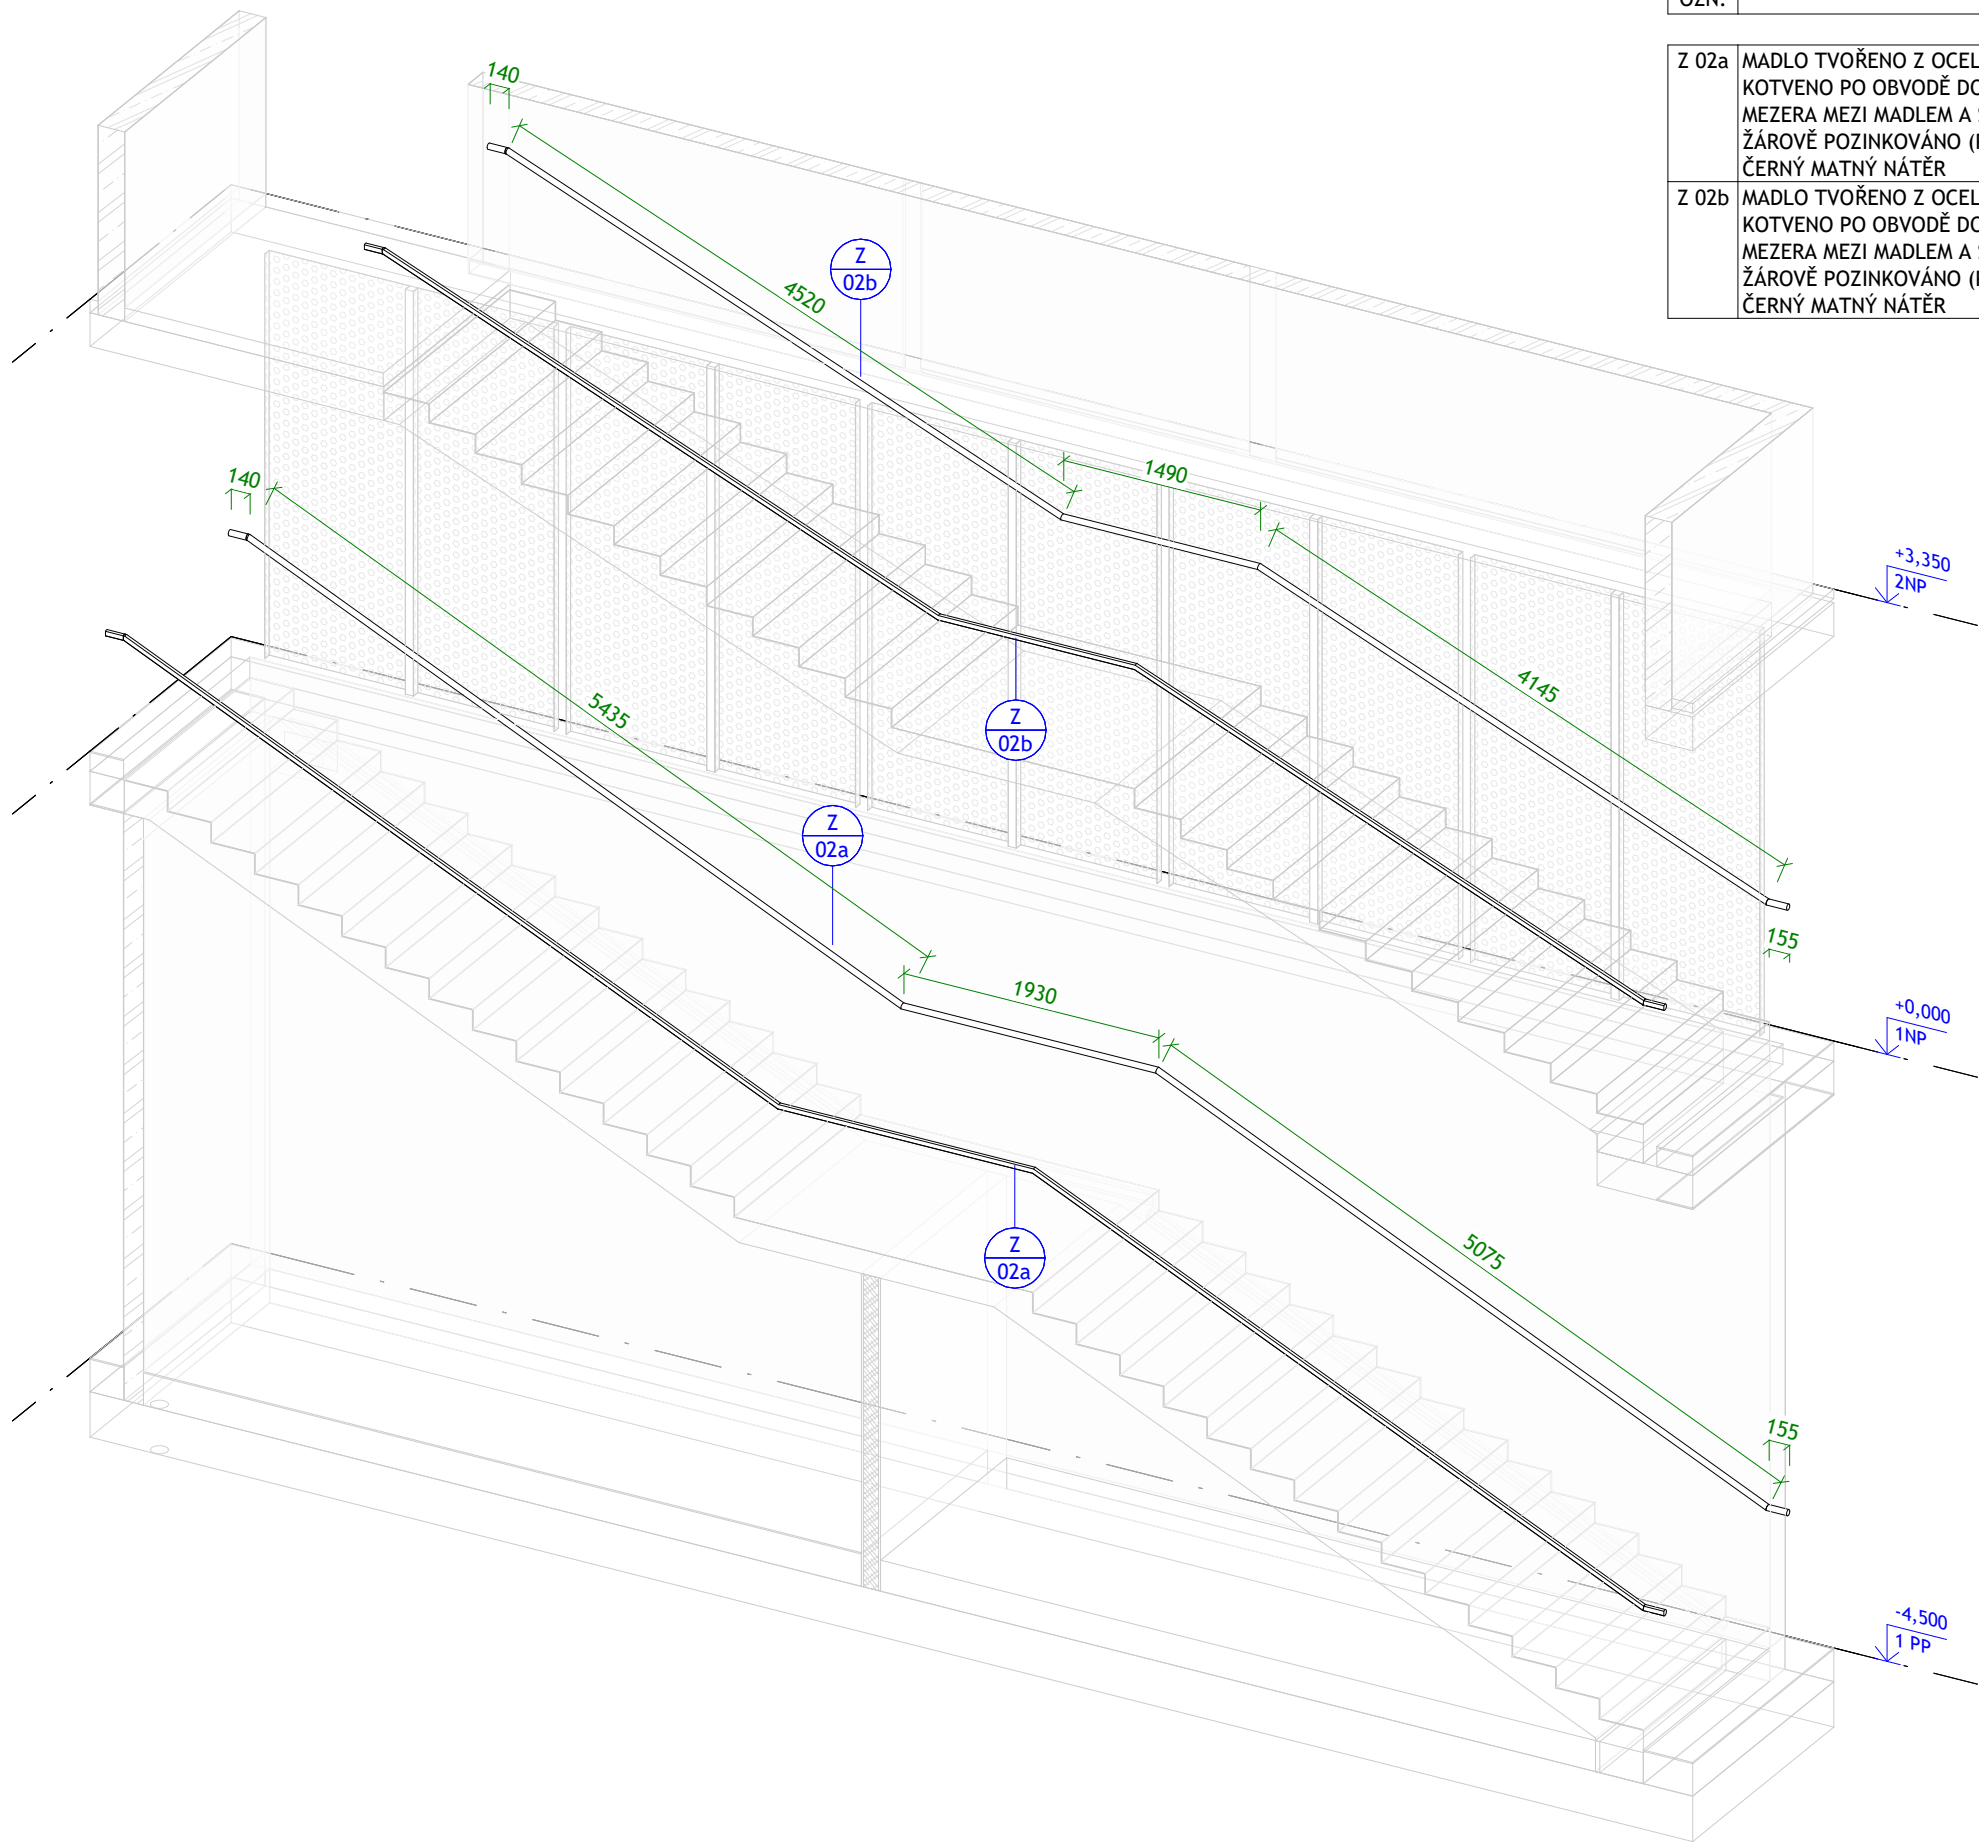 OZN.
Z 02a MADLO TVOŘENO Z OCEL
KOTVENO PO OBVODĚ DO
MEZERA MEZI MADLEM A
ŽÁROVĚ POZINKOVÁNO (
ČERNÝ MATNÝ NÁTĚR
Z 02b MADLO TVOŘENO Z OCEL
KOTVENO PO OBVODĚ DO
MEZERA MEZI MADLEM A
ŽÁROVĚ POZINKOVÁNO (
ČERNÝ MATNÝ NÁTĚR
140
Z
02b
4520
1490
140
+3,350
2NP
4145
5435
Z
02b
Z
02a
155
1930
+0,000
1NP
5075
Z
02a
155
-4,500
1 PP